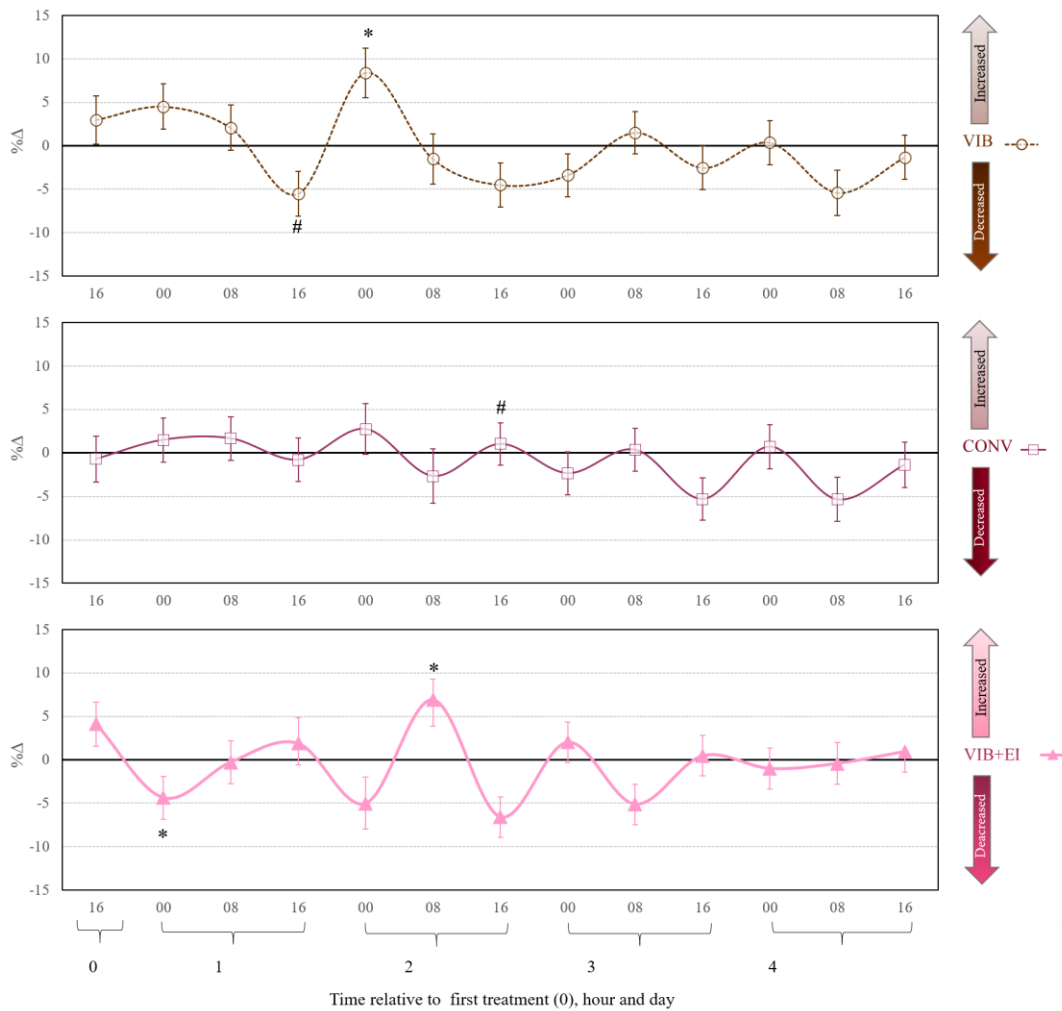 15
10
5
0
-5
-10
-15
%Δ
*
#
16 00 08 16 00 08 16 00 08 16 00 08 16
Increased
VIB
Decreased
15
10
5
0
-5
-10
-15
%Δ
#
16 00 08 16 00 08 16 00 08 16 00 08 16
Increased
CONV
Decreased
15
10
5
0
-5
-10
-15
%Δ
*
*
16 00 08 16 00 08 16 00 08 16 00 08 16
Increased
VIB+EI
Deacreased
0 1 2 3 4
Time relative to first treatment (0), hour and day